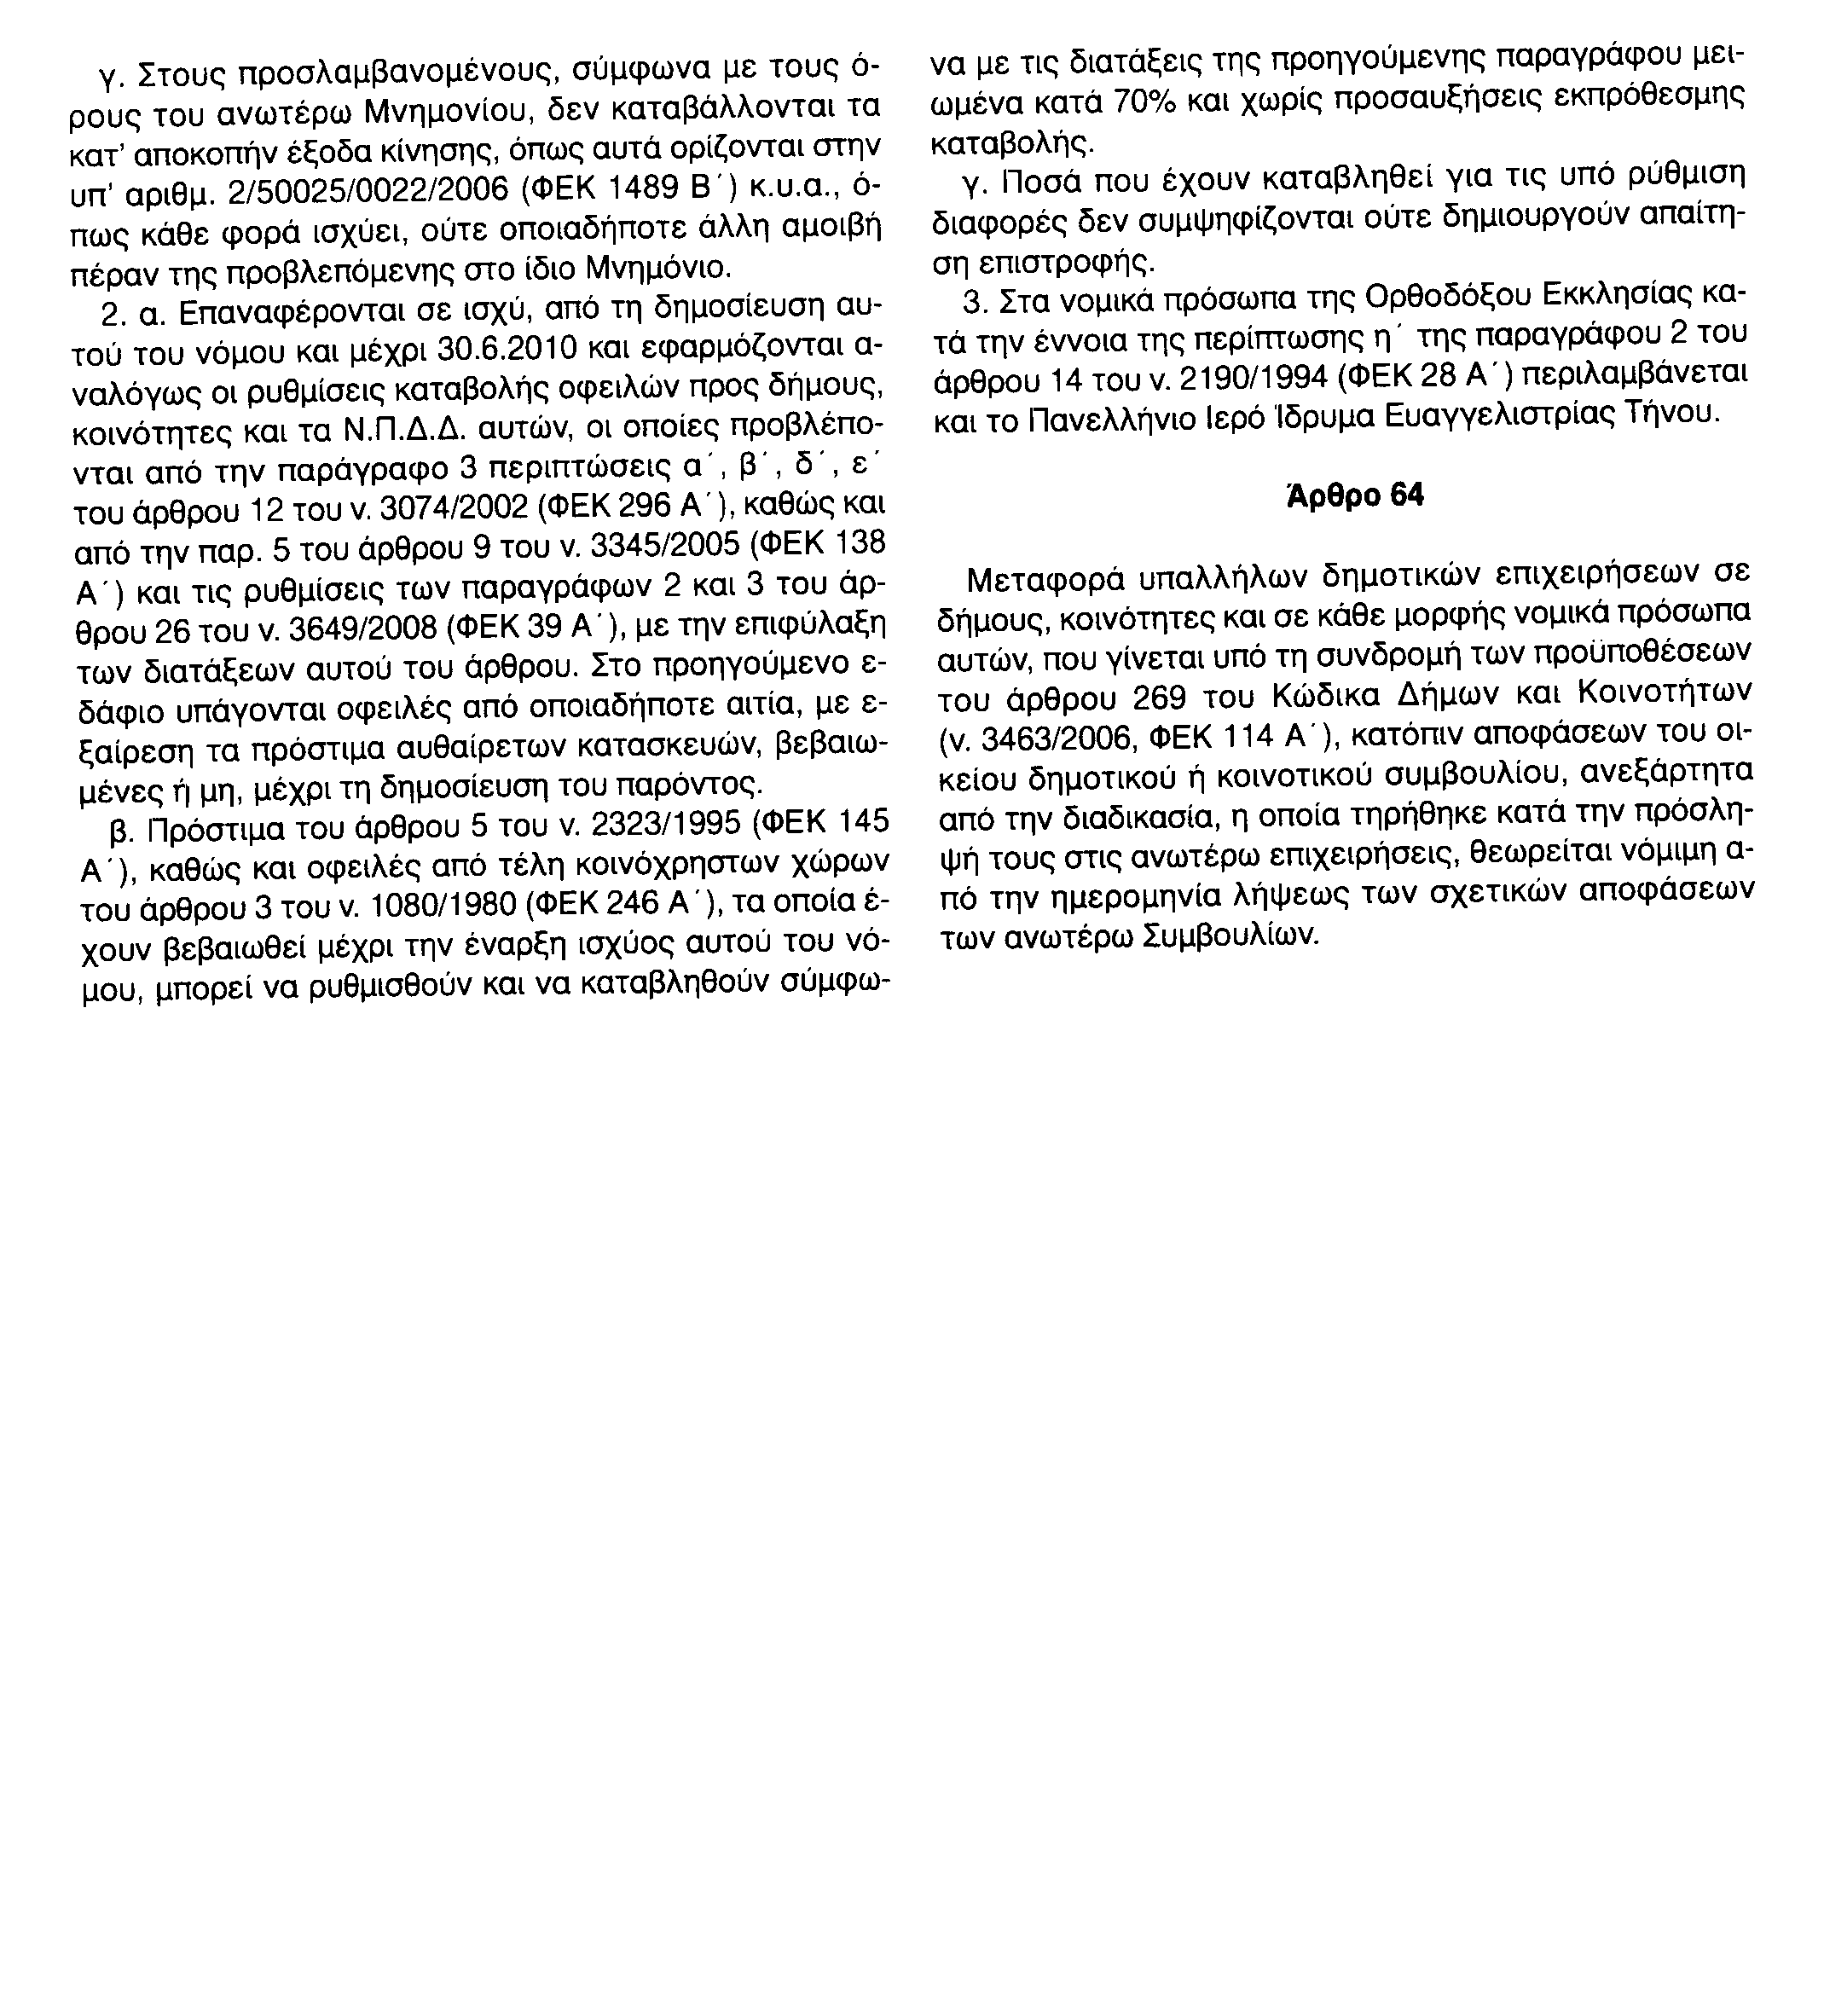 γ. Στους προσλαμβανομένους, σύμφωνα με τους ό-
ρους του ανωτέρω Μνημονίου, δεν καταβάλλονται τα
κατ’ αποκοπήν έξοδα κίνησης, όπως αυτά ορίζονται στην
υπ’ αριθμ. 2/50025/0022/2006 (ΦΕΚ 1489 Β΄) κ.υ.α., ό-
πως κάθε φορά ισχύει, ούτε οποιαδήποτε άλλη αμοιβή
πέραν της προβλεπόμενης στο ίδιο Μνημόνιο.
2. α. Επαναφέρονται σε ισχύ, από τη δημοσίευση αυ-
τού του νόμου και μέχρι 30.6.2010 και εφαρμόζονται α-
ναλόγως οι ρυθμίσεις καταβολής οφειλών προς δήμους,
κοινότητες και τα Ν.Π.Δ.Δ. αυτών, οι οποίες προβλέπο-
νται από την παράγραφο 3 περιπτώσεις α΄, β΄, δ΄, ε΄
του άρθρου 12 του ν. 3074/2002 (ΦΕΚ 296 Α΄), καθώς και
από την παρ. 5 του άρθρου 9 του ν. 3345/2005 (ΦΕΚ 138
Α΄) και τις ρυθμίσεις των παραγράφων 2 και 3 του άρ-
θρου 26 του ν. 3649/2008 (ΦΕΚ 39 Α΄), με την επιφύλαξη
των διατάξεων αυτού του άρθρου. Στο προηγούμενο ε-
δάφιο υπάγονται οφειλές από οποιαδήποτε αιτία, με ε-
ξαίρεση τα πρόστιμα αυθαίρετων κατασκευών, βεβαιω-
μένες ή μη, μέχρι τη δημοσίευση του παρόντος.
β. Πρόστιμα του άρθρου 5 του ν. 2323/1995 (ΦΕΚ 145
Α΄), καθώς και οφειλές από τέλη κοινόχρηστων χώρων
του άρθρου 3 του ν. 1080/1980 (ΦΕΚ 246 Α΄), τα οποία έ-
χουν βεβαιωθεί μέχρι την έναρξη ισχύος αυτού του νό-
μου, μπορεί να ρυθμισθούν και να καταβληθούν σύμφω-
να με τις διατάξεις της προηγούμενης παραγράφου μει-
ωμένα κατά 70% και χωρίς προσαυξήσεις εκπρόθεσμης
καταβολής.
γ. Ποσά που έχουν καταβληθεί για τις υπό ρύθμιση
διαφορές δεν συμψηφίζονται ούτε δημιουργούν απαίτη-
ση επιστροφής.
3. Στα νομικά πρόσωπα της Ορθοδόξου Εκκλησίας κα-
τά την έννοια της περίπτωσης η΄ της παραγράφου 2 του
άρθρου 14 του ν. 2190/1994 (ΦΕΚ 28 Α΄) περιλαμβάνεται
και το Πανελλήνιο Ιερό Ίδρυμα Ευαγγελιστρίας Τήνου.
Άρθρο 64
Μεταφορά υπαλλήλων δημοτικών επιχειρήσεων σε
δήμους, κοινότητες και σε κάθε μορφής νομικά πρόσωπα
αυτών, που γίνεται υπό τη συνδρομή των προϋποθέσεων
του άρθρου 269 του Κώδικα Δήμων και Κοινοτήτων
(ν. 3463/2006, ΦΕΚ 114 Α΄), κατόπιν αποφάσεων του οι-
κείου δημοτικού ή κοινοτικού συμβουλίου, ανεξάρτητα
από την διαδικασία, η οποία τηρήθηκε κατά την πρόσλη-
ψή τους στις ανωτέρω επιχειρήσεις, θεωρείται νόμιμη α-
πό την ημερομηνία λήψεως των σχετικών αποφάσεων
των ανωτέρω Συμβουλίων.